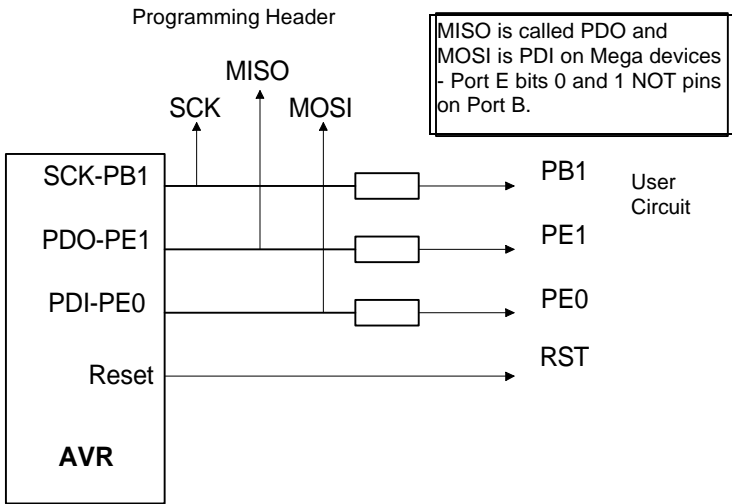 Programming Header
MISO is called PDO and
MOSI is PDI on Mega devices
- Port E bits 0 and 1 NOT pins
on Port B.
MISO
SCK
MOSI
SCK-PB1
PB1
User
Circuit
PDO-PE1
PE1
PDI-PE0
PE0
Reset
RST
AVR